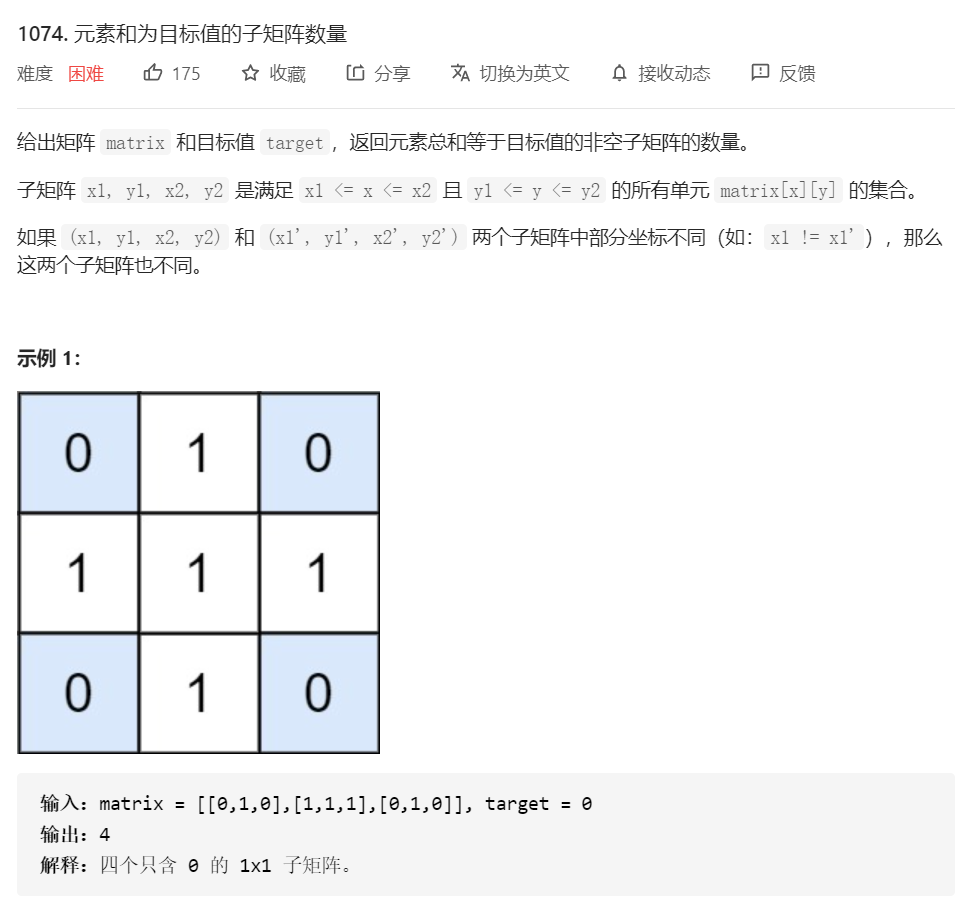 1074. 元素和为目标值的子矩阵数量
难度 困难 175 收藏 分享 切换为英文 接收动态 反馈
给出矩阵 matrix 和目标值 target，返回元素总和等于目标值的非空子矩阵的数量。
子矩阵 x1, y1, x2, y2 是满足 x1 <= x <= x2 且 y1 <= y <= y2 的所有单元 matrix[x][y] 的集合。
如果 (x1, y1, x2, y2) 和 (x1', y1', x2', y2') 两个子矩阵中部分坐标不同（如：x1 != x1'），那么
这两个子矩阵也不同。
示例 1：
0 1 0
1 1 1
0 1 0
输入：matrix = [[0,1,0],[1,1,1],[0,1,0]], target = 0
输出：4
解释：四个只含 0 的 1x1 子矩阵。